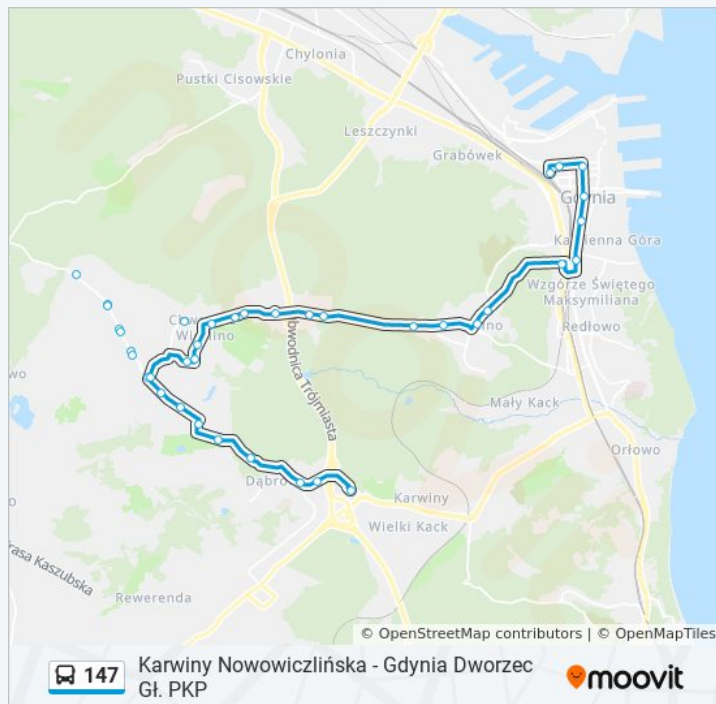 Chylonia
Pustki Cisowskie
Leszczynki
Grabówek
Gdynia
Kamienna Góra
Wzgórze Świętego
Maksymiliana
Redłowo
Obwodnica Trójmiasta
Mały Kack
Orłowo
Karwiny
Wielki Kack
Trasa Kaszubska
Rewerenda
© OpenStreetMap contributors | © OpenMapTiles
147
Karwiny Nowowiczlińska - Gdynia Dworzec
Gł. PKP
moovit